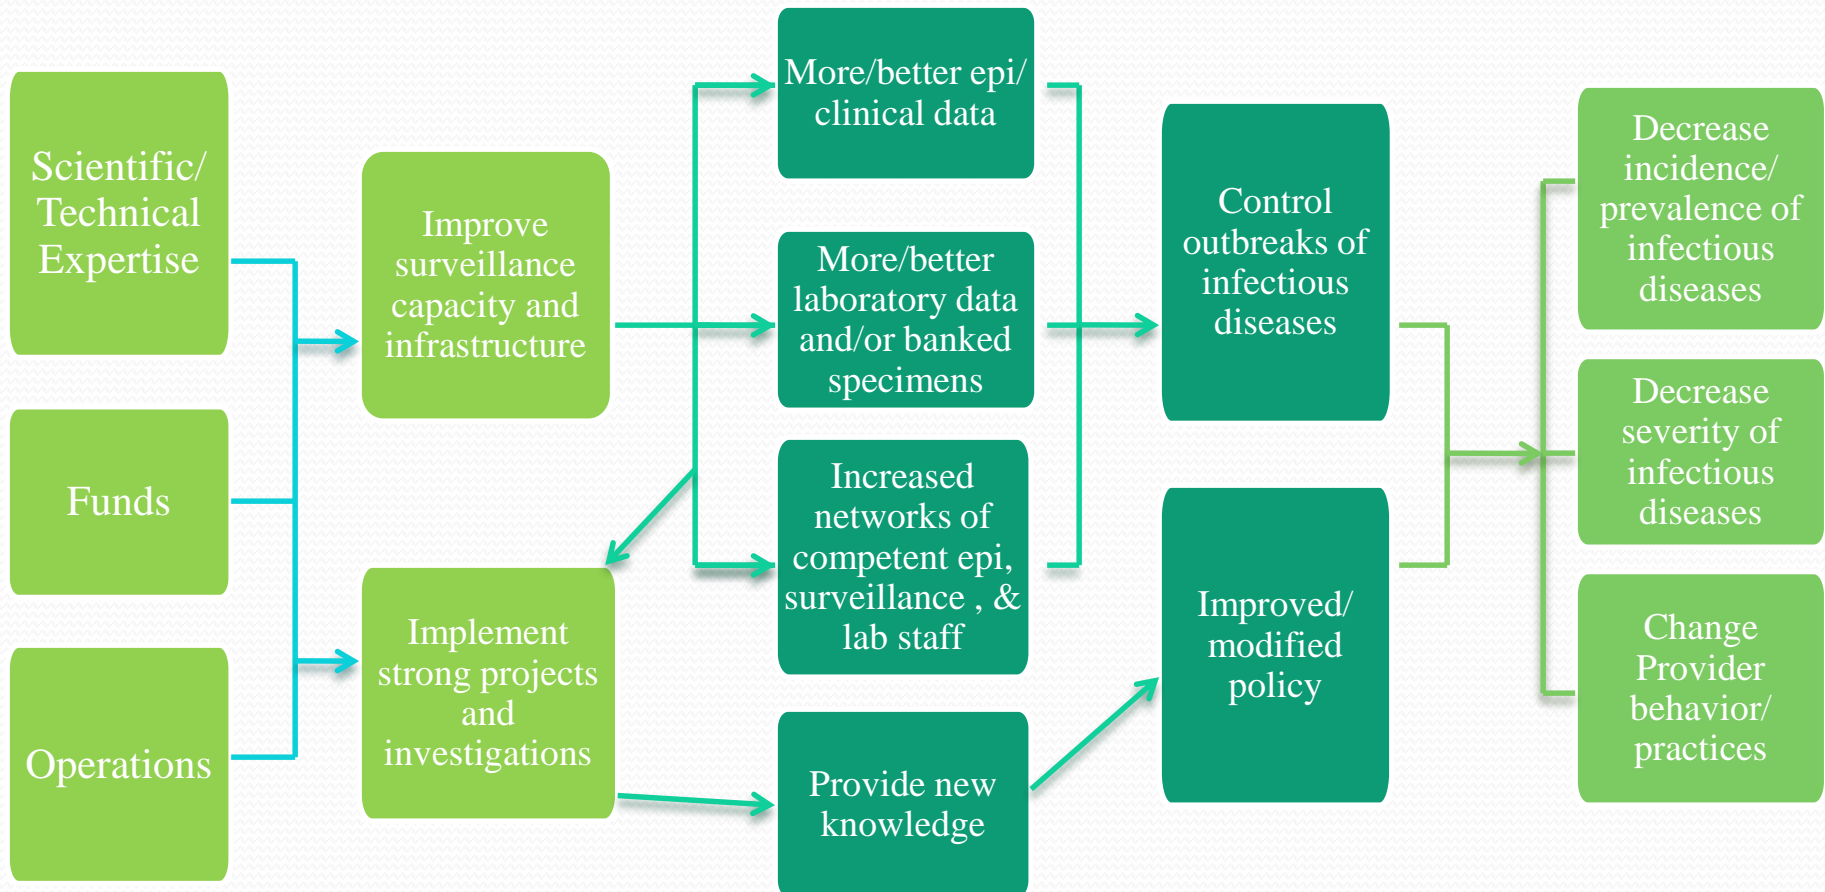 Scientific/
Technical
Expertise
Funds
Operations
Improve
surveillance
capacity and
infrastructure
Implement
strong projects
and
investigations
More/better epi/
clinical data
More/better
laboratory data
and/or banked
specimens
Increased
networks of
competent epi,
surveillance , &
lab staff
Provide new
knowledge
Control
outbreaks of
infectious
diseases
Improved/
modified
policy
Decrease
incidence/
prevalence of
infectious
diseases
Decrease
severity of
infectious
diseases
Change
Provider
behavior/
practices